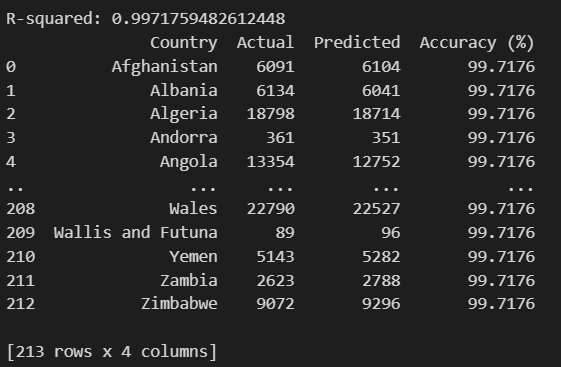 R-squared: 0.9971759482612448
Country Actual Predicted Accuracy (%)
0 Afghanistan 6091 6104 99.7176
1 Albania 6134 6041 99.7176
2 Algeria 18798 18714 99.7176
3 Andorra 361 351 99.7176
4 Angola 13354 12752 99.7176
.. ... ... ... ...
208 Wales 22790 22527 99.7176
209 Wallis and Futuna 89 96 99.7176
210 Yemen 5143 5282 99.7176
211 Zambia 2623 2788 99.7176
212 Zimbabwe 9072 9296 99.7176
[213 rows x 4 columns]